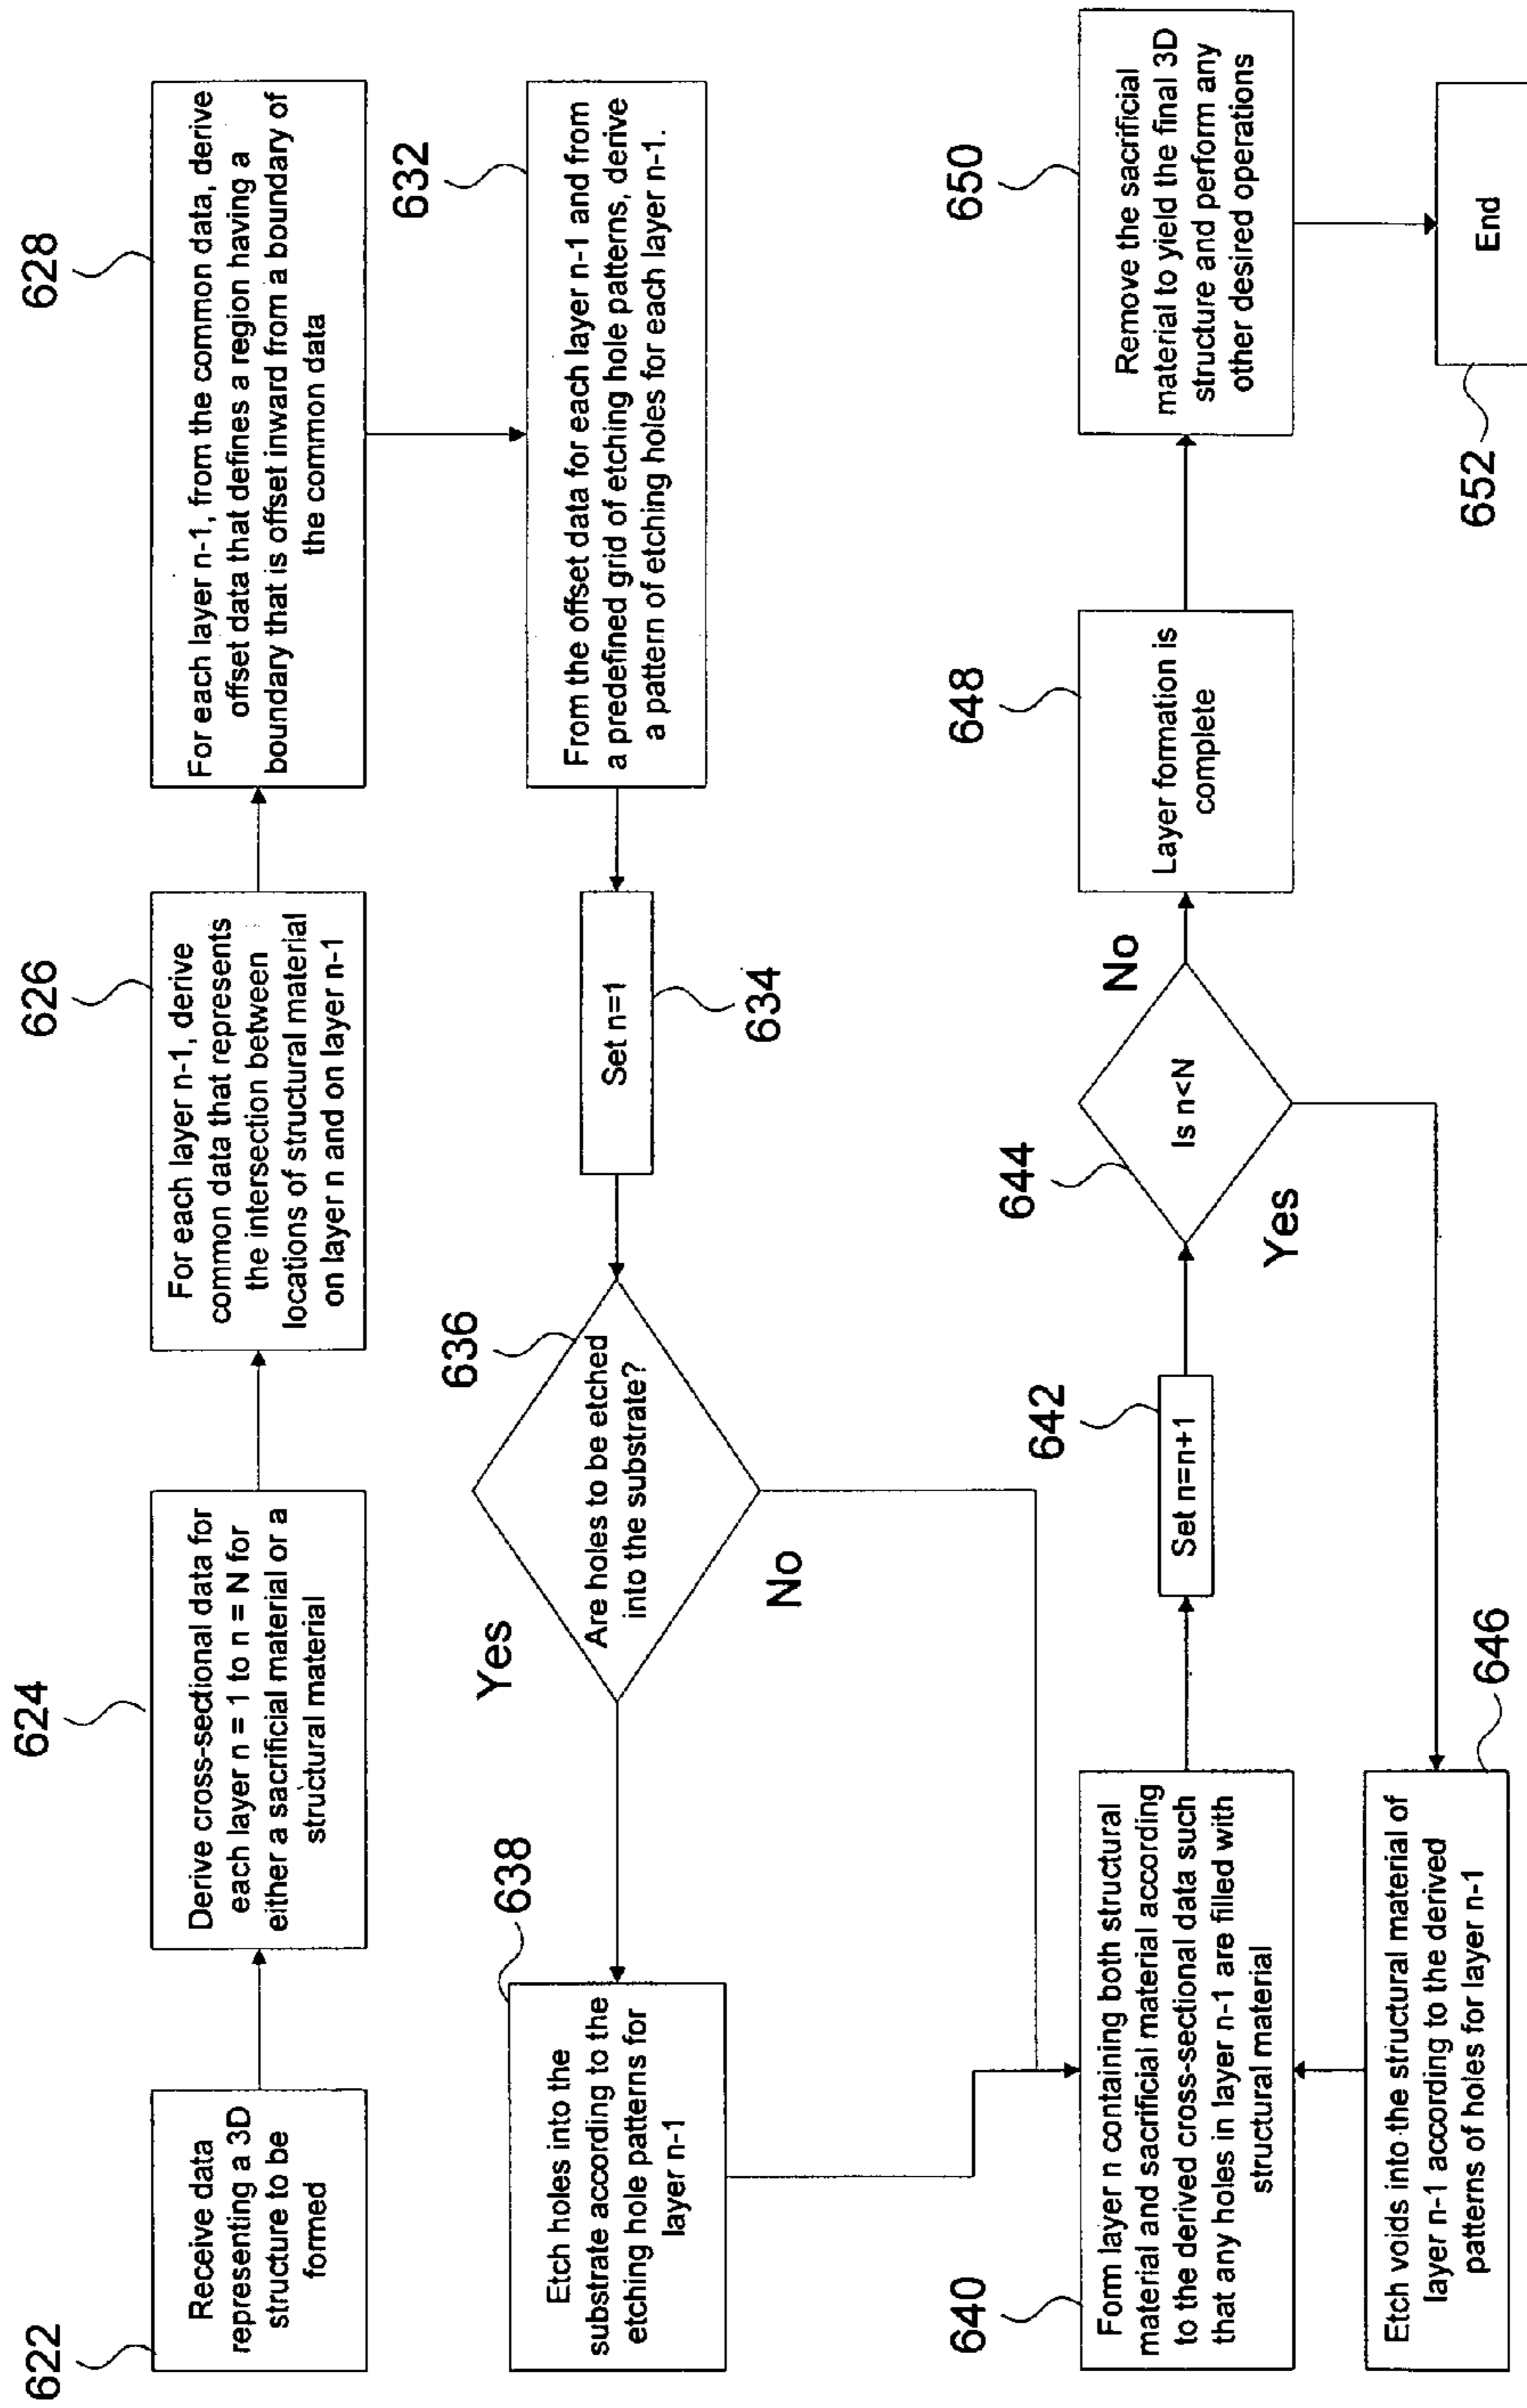 622
Receive data
representing a 3D
structure to be
formed
624
Derive cross-sectional data for
each layer n = 1 to n = N for
either a sacrificial material or a
structural material
626
For each layer n-1, derive
common data that represents
the intersection between
locations of structural material
on layer n and on layer n-1
628
For each layer n-1, from the common data, derive
offset data that defines a region having a
boundary that is offset inward from a boundary of
the common data
632
From the offset data for each layer n-1 and from
a predefined grid of etching hole patterns, derive
a pattern of etching holes for each layer n-1.
Set n=1
634
636
Are holes to be etched
into the substrate?
Yes
No
638
Etch holes into the
substrate according to the
etching hole patterns for
layer n-1
640
Form layer n containing both structural
material and sacrificial material according
to the derived cross-sectional data such
that any holes in layer n-1 are filled with
structural material
642
Set n=n+1
644
Is n<N
No
Yes
646
Etch voids into the structural material of
layer n-1 according to the derived
patterns of holes for layer n-1
648
Layer formation is
complete
650
Remove the sacrificial
material to yield the final 3D
structure and perform any
other desired operations
652
End